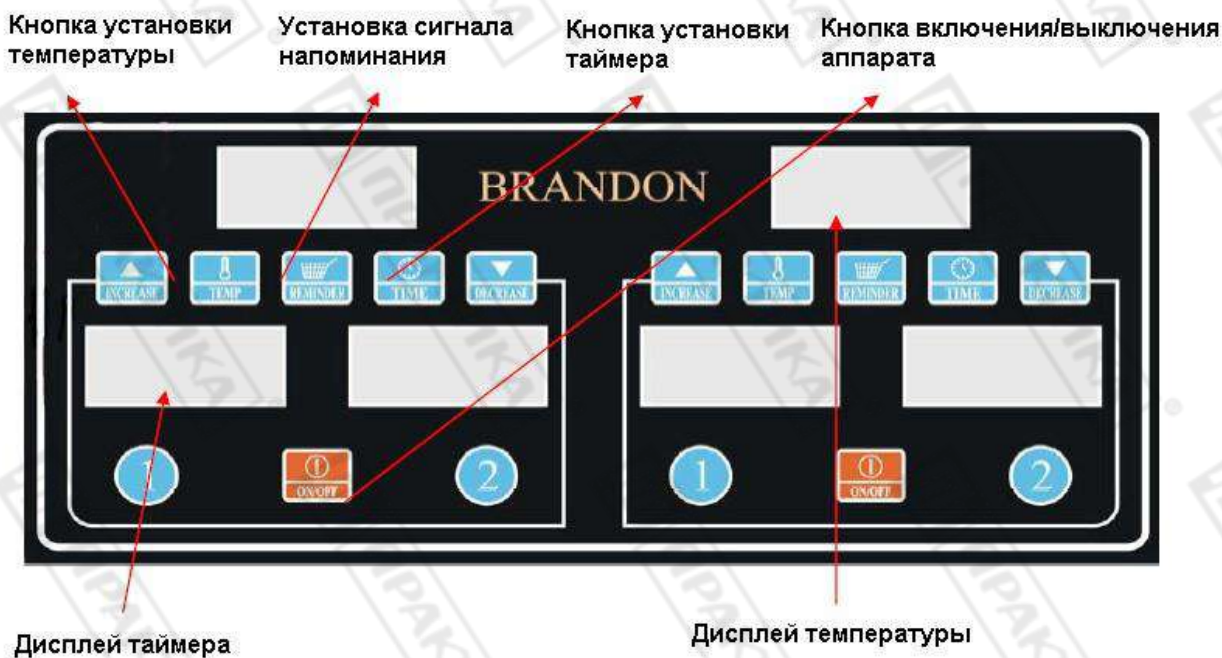 Кнопка установки
температуры
Установка сигнала
напоминания
Кнопка установки
таймера
Кнопка включения/выключения
аппарата
BRANDON
INCREASE TEMP REMINDER TIME DECREASE
INCREASE TEMP REMINDER TIME DECREASE
1 ON/OFF 2
1 ON/OFF 2
Дисплей таймера
Дисплей температуры